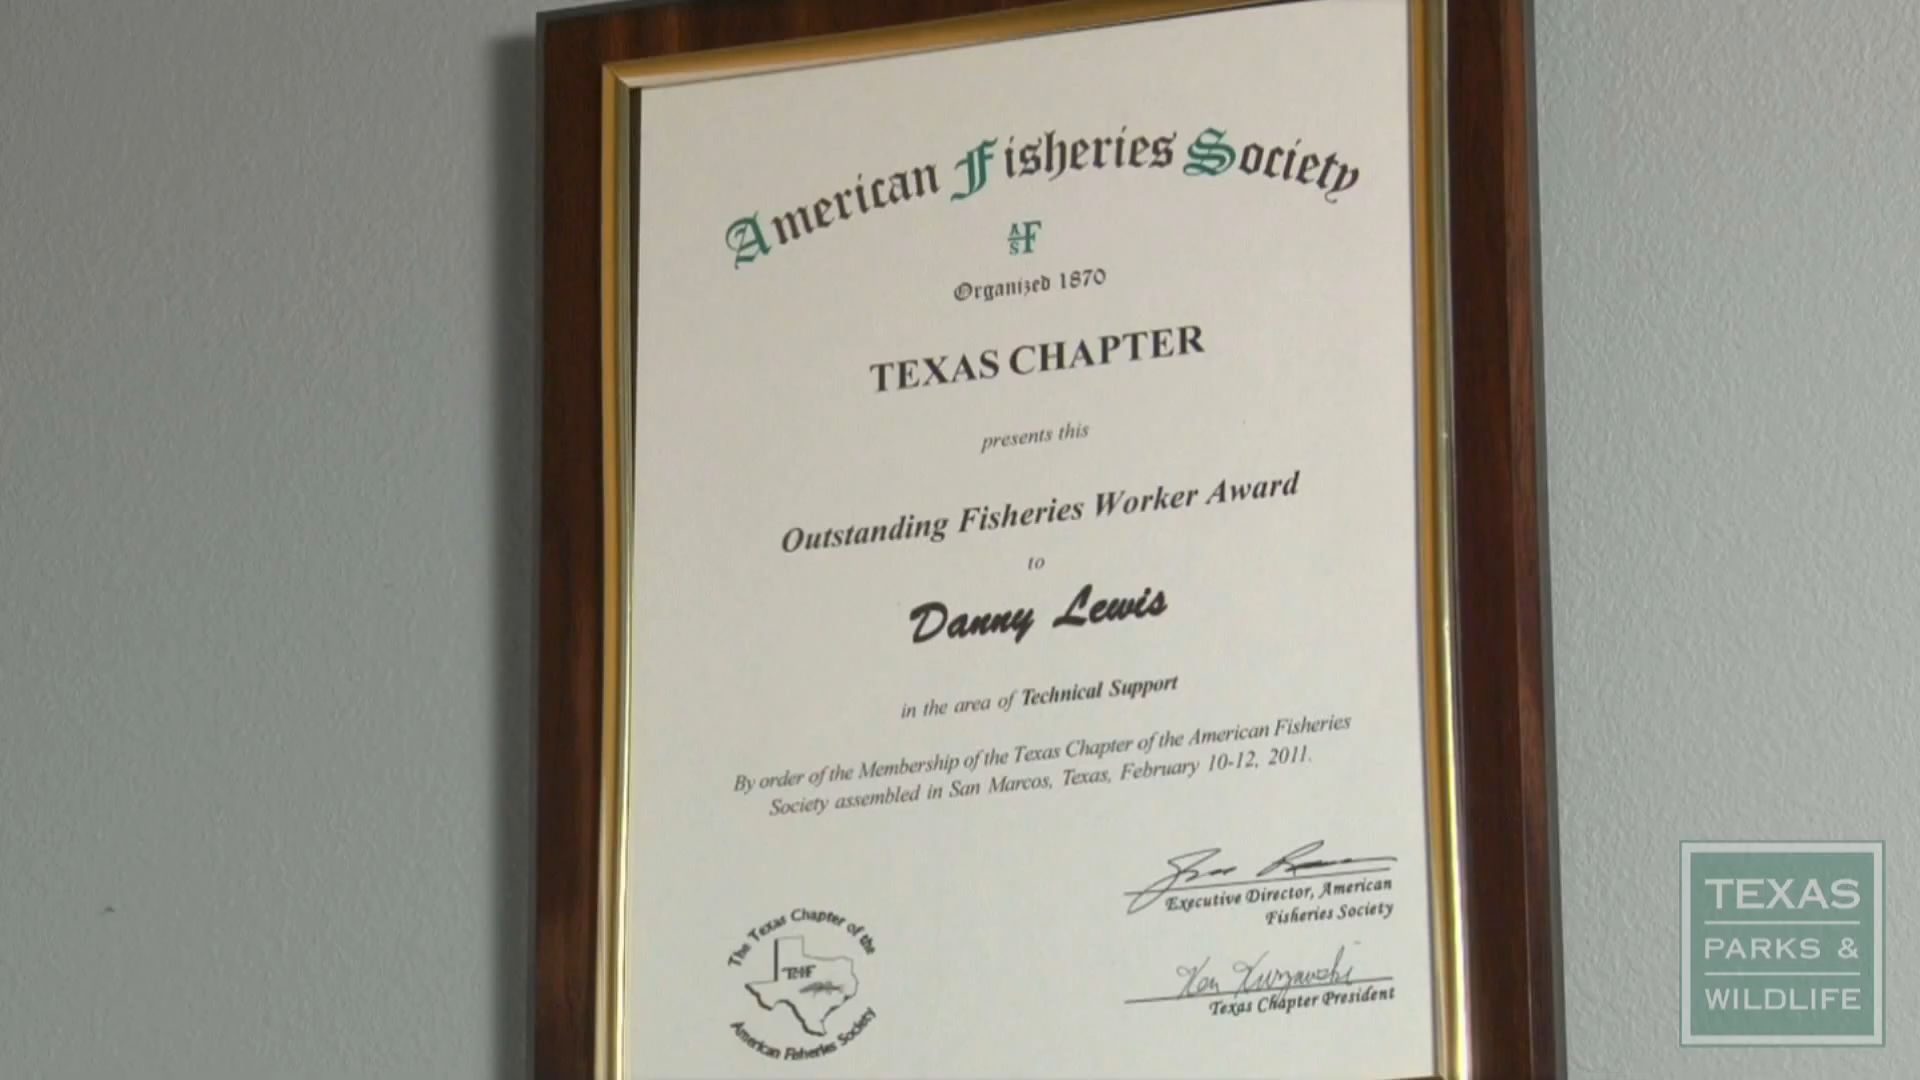 American Fisheries Society
AFS
Organized 1870
TEXAS CHAPTER
presents this
Outstanding Fisheries Worker Award
to
Danny Lewis
in the area of Technical Support
By order of the Membership of the Texas Chapter of the American Fisheries
Society assembled in San Marcos, Texas, February 10-12, 2011.
Executive Director, American
Fisheries Society
Texas Chapter President
The Texas Chapter of the
American Fisheries Society
TEXAS
PARKS &
WILDLIFE